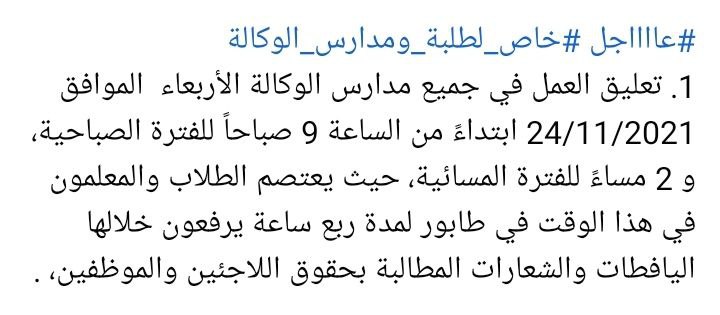 #عاااااجل #خاص_لطلبة_ومدارس_الوكالة
1. تعليق العمل في جميع مدارس الوكالة الأربعاء الموافق
24/11/2021 ابتداءً من الساعة 9 صباحاً للفترة الصباحية،
و 2 مساءً للفترة المسائية، حيث يعتصم الطلاب والمعلمون
في هذا الوقت في طابور لمدة ربع ساعة يرفعون خلالها
اليافطات والشعارات المطالبة بحقوق اللاجئين والموظفين، .